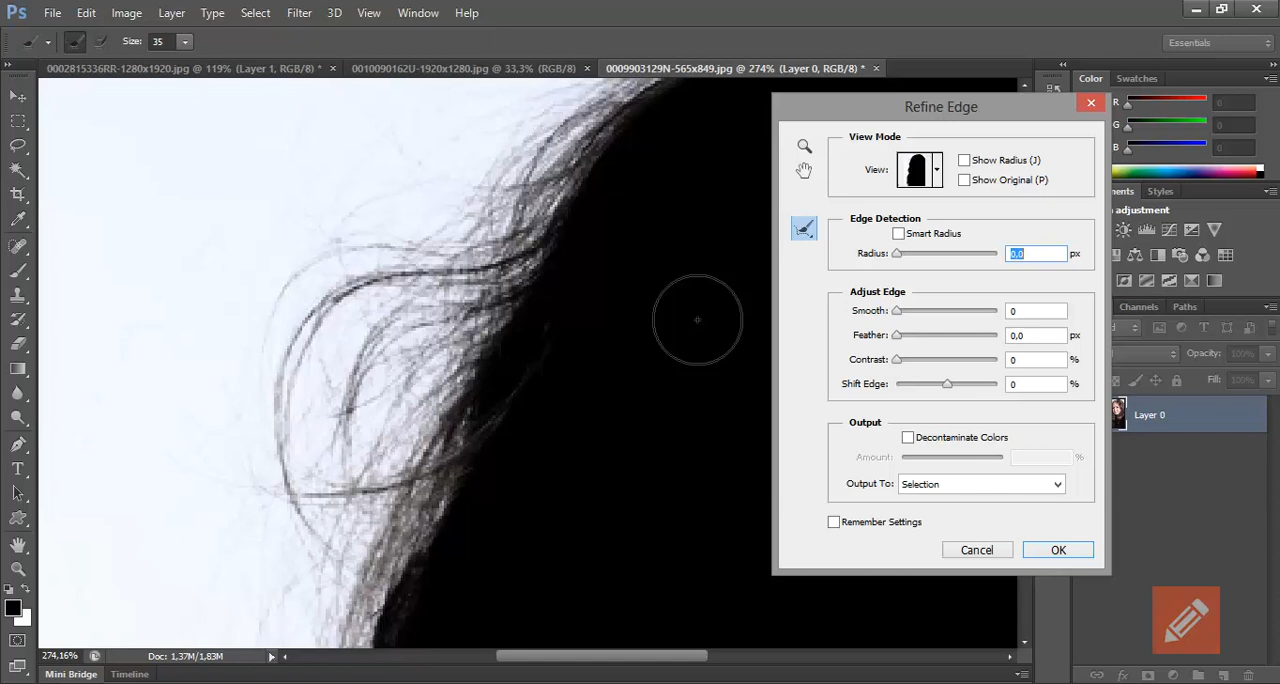 Ps File Edit Image Layer Type Select Filter 3D View Window Help
Size: 35 Essentials
0002815336RR-1280x1920.jpg @ 119% (Layer 1, RGB/8) * × 0010090162U-1920x1280.jpg @ 33,3% (RGB/8) × 0009903129N-565x849.jpg @ 274% (Layer 0, RGB/8) * ×
Color Swatches
R 0
G 0
B 0
Styles
adjustment
Channels Paths
Opacity: 100%
Fill: 100%
Layer 0
Refine Edge
View Mode
View:
Show Radius (J)
Show Original (P)
Edge Detection
Smart Radius
Radius: 0,0 px
Adjust Edge
Smooth: 0
Feather: 0,0 px
Contrast: 0 %
Shift Edge: 0 %
Output
Decontaminate Colors
Amount: %
Output To: Selection
Remember Settings
Cancel OK
274,16% Doc: 1,37M/1,83M
Mini Bridge Timeline